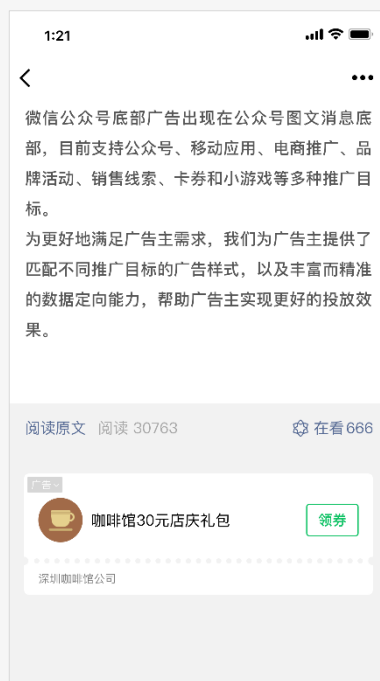 1:21
微信公众号底部广告出现在公众号图文消息底
部，目前支持公众号、移动应用、电商推广、品
牌活动、销售线索、卡券和小游戏等多种推广目
标。
为更好地满足广告主需求，我们为广告主提供了
匹配不同推广目标的广告样式，以及丰富而精准
的数据定向能力，帮助广告主实现更好的投放效
果。
阅读原文 阅读 30763 在看 666
广告
咖啡馆30元店庆礼包 领券
深圳咖啡馆公司